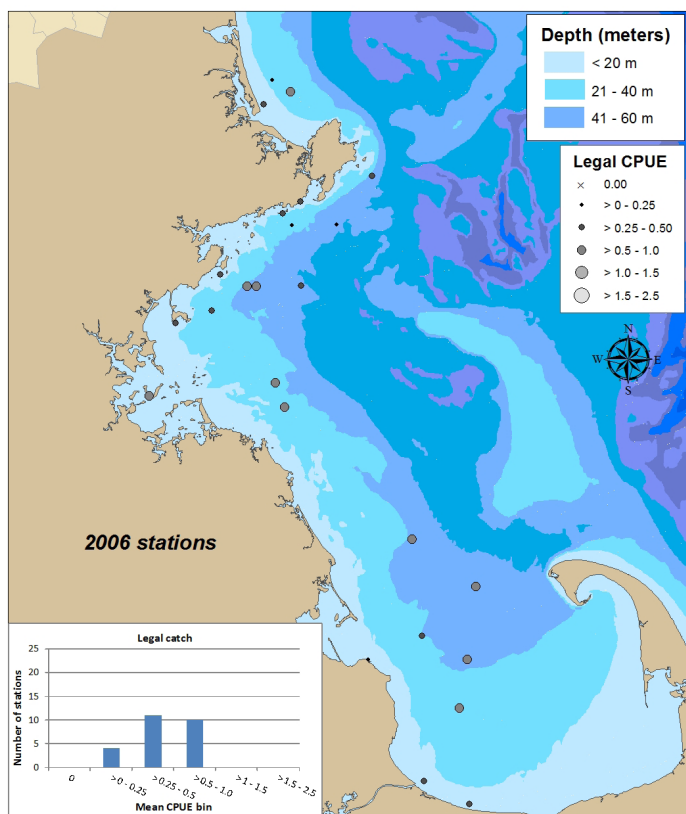 Depth (meters)
< 20 m
21 - 40 m
41 - 60 m
Legal CPUE
0.00
> 0 - 0.25
> 0.25 - 0.50
> 0.5 - 1.0
> 1.0 - 1.5
> 1.5 - 2.5
N
W E
S
2006 stations
Legal catch
Number of stations
25
20
15
10
5
0
0
> 0 - 0.25
> 0.25 - 0.5
> 0.5 - 1.0
> 1 - 1.5
> 1.5 - 2.5
Mean CPUE bin